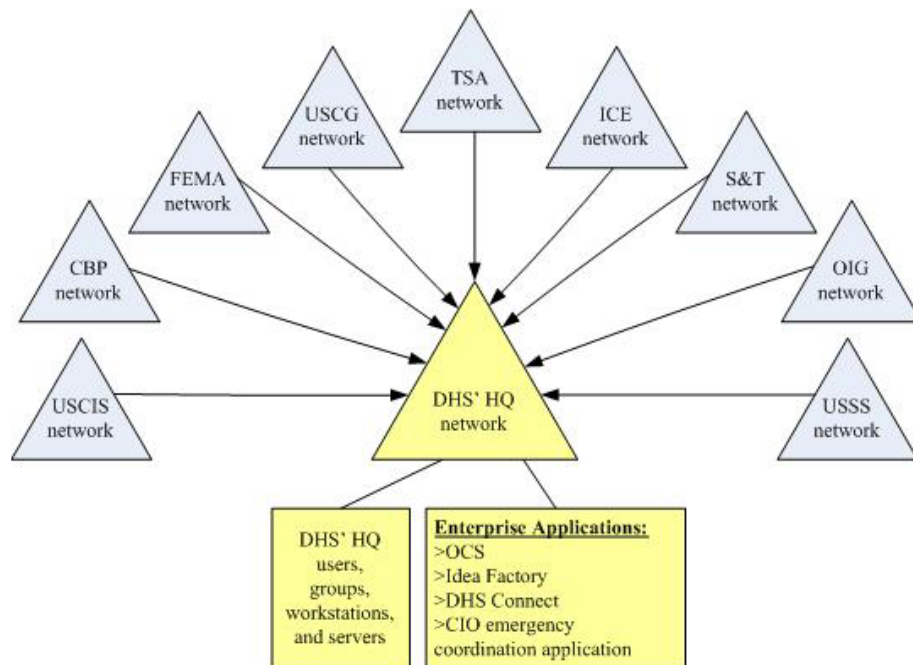 TSA
network
USCG
network
ICE
network
FEMA
network
S&T
network
CBP
network
OIG
network
USCIS
network
DHS' HQ
network
USSS
network
DHS' HQ
users,
groups,
workstations,
and servers
Enterprise Applications:
>OCS
>Idea Factory
>DHS Connect
>CIO emergency
coordination application